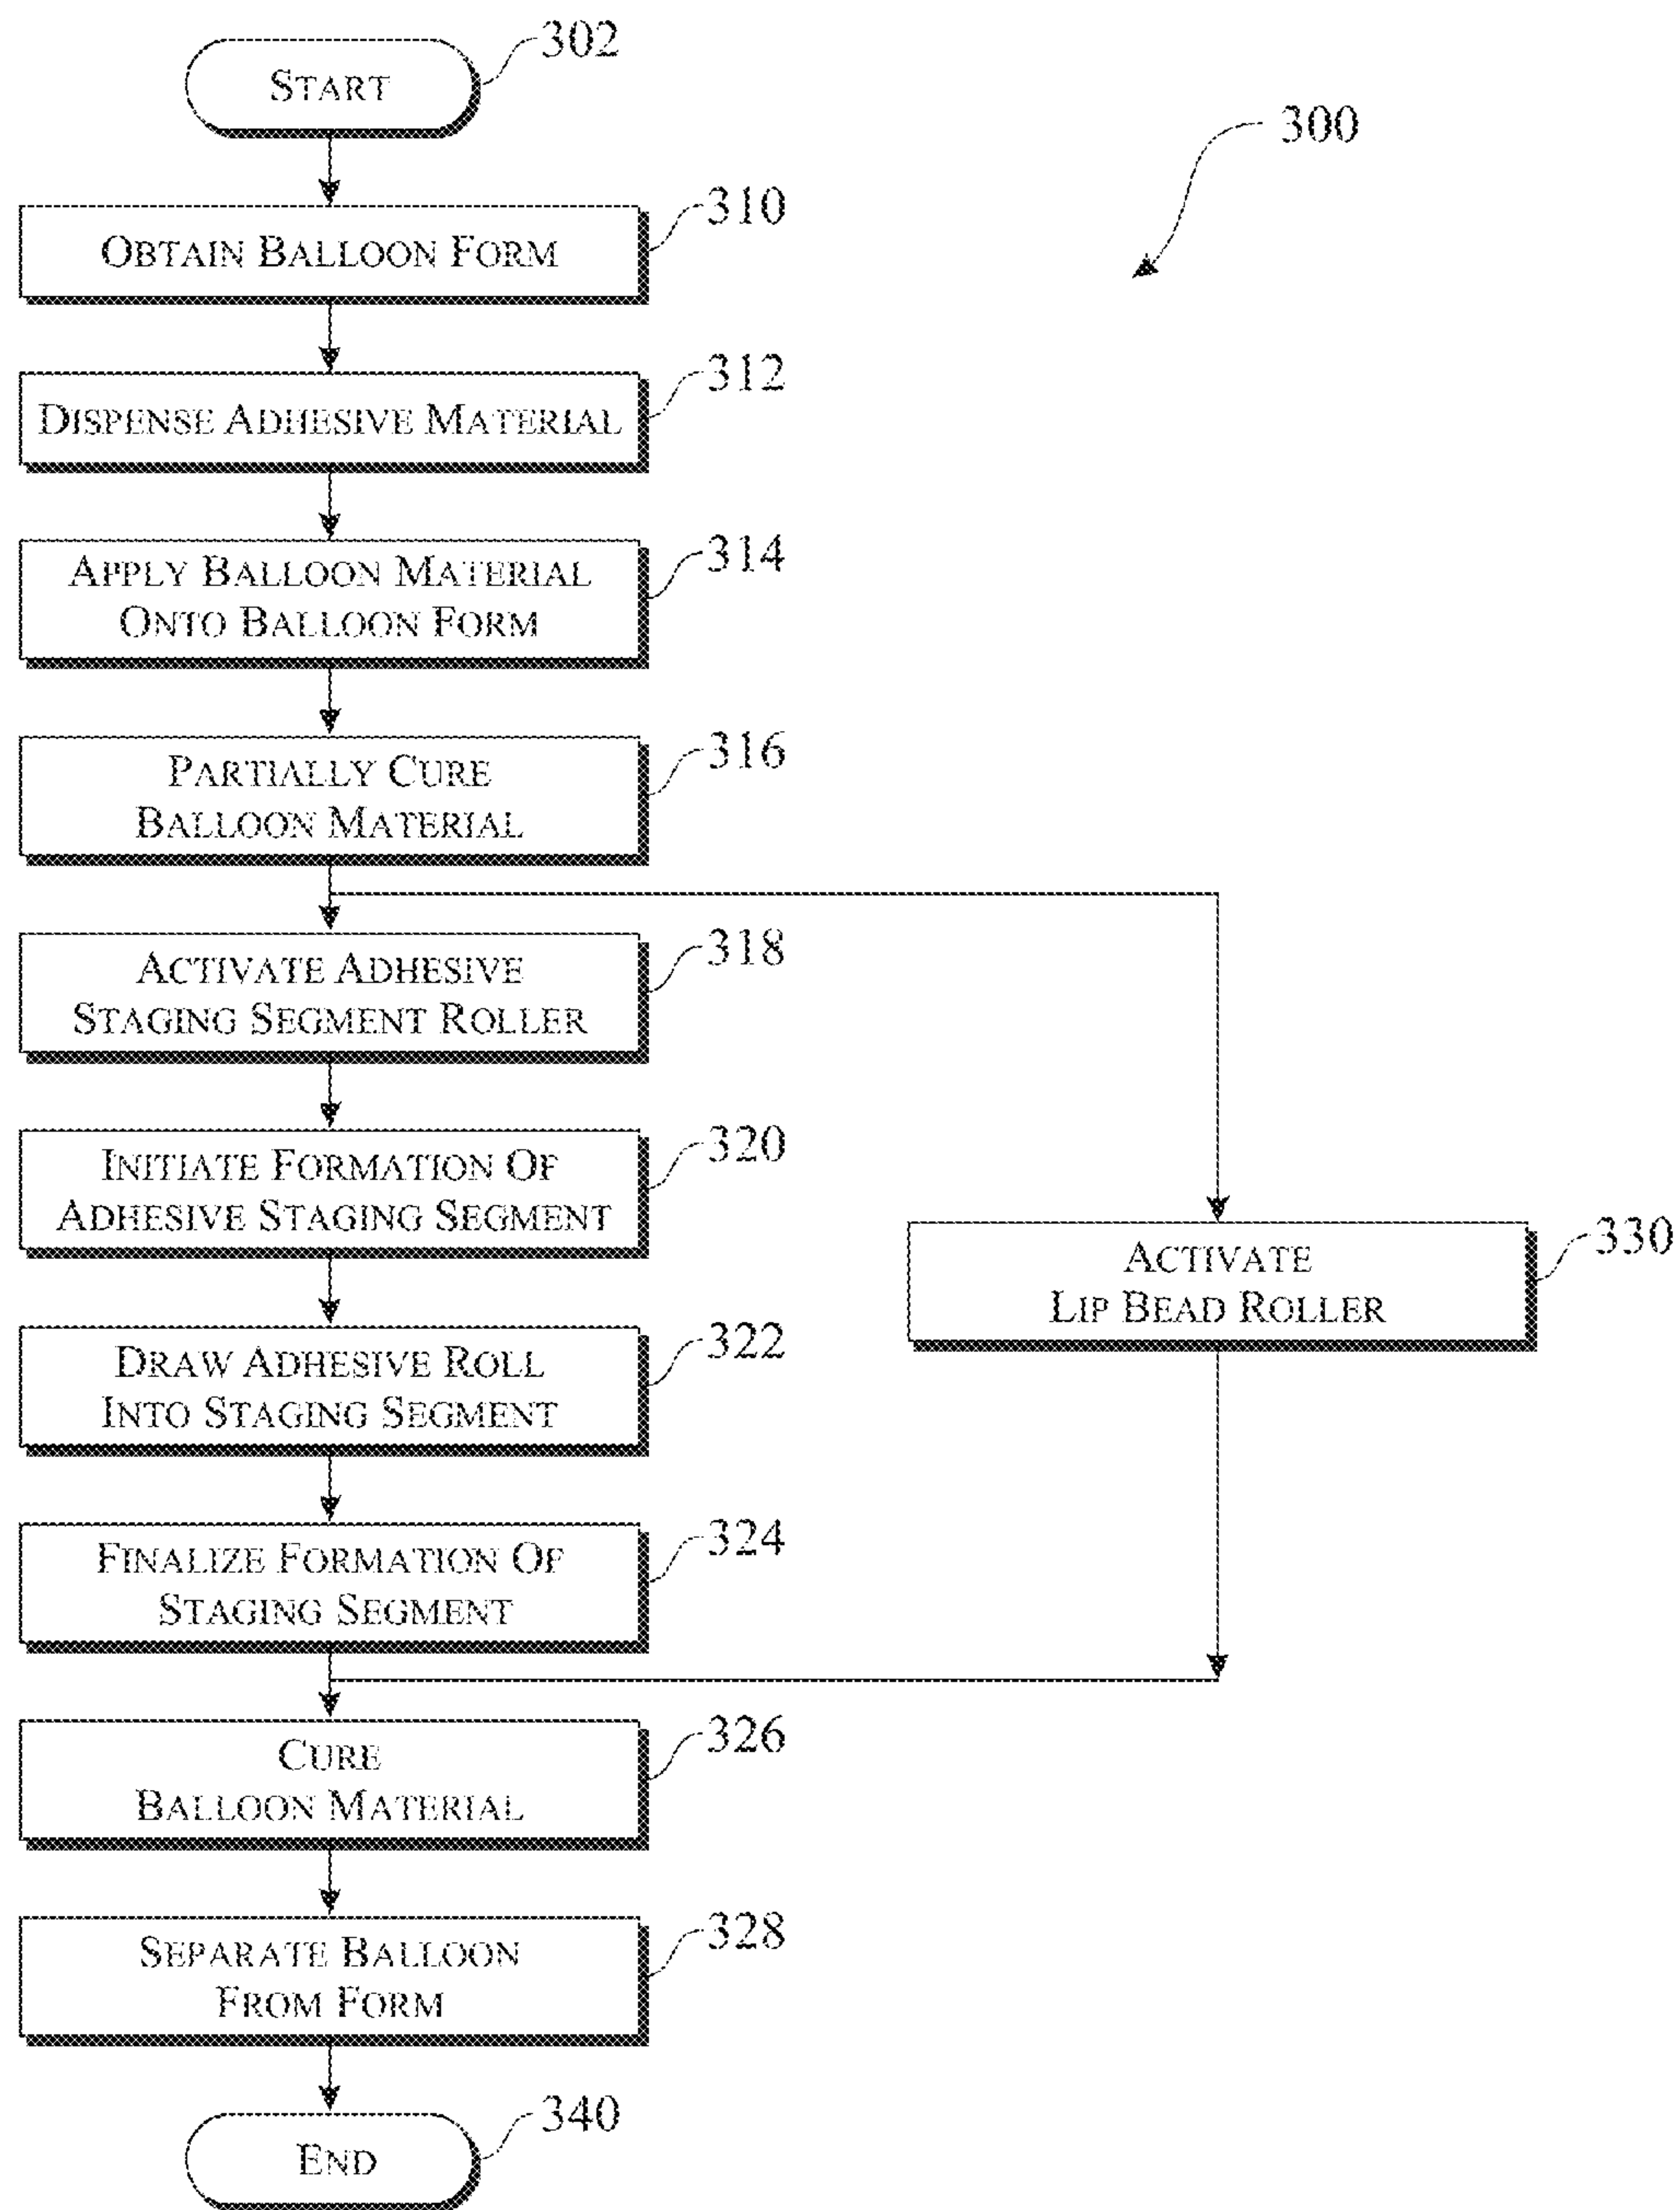 START
302
300
OBTAIN BALLOON FORM
310
DISPENSE ADHESIVE MATERIAL
312
APPLY BALLOON MATERIAL
ONTO BALLOON FORM
314
PARTIALLY CURE
BALLOON MATERIAL
316
ACTIVATE ADHESIVE
STAGING SEGMENT ROLLER
318
INITIATE FORMATION OF
ADHESIVE STAGING SEGMENT
320
ACTIVATE
LIP BEAD ROLLER
330
DRAW ADHESIVE ROLL
INTO STAGING SEGMENT
322
FINALIZE FORMATION OF
STAGING SEGMENT
324
CURE
BALLOON MATERIAL
326
SEPARATE BALLOON
FROM FORM
328
END
340